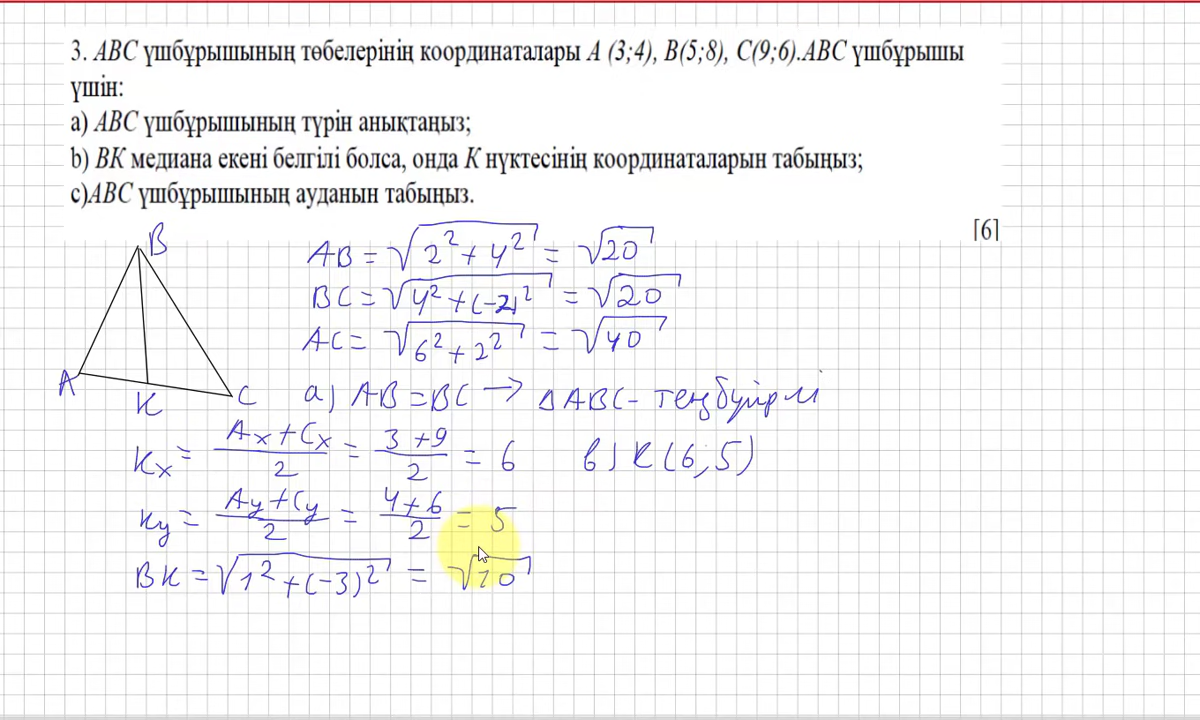 3. ABC үшбұрышының төбелерінің координаталары A (3;4), B(5;8), C(9;6).ABC үшбұрышы
үшін:
a) ABC үшбұрышының түрін анықтаңыз;
b) BK медиана екені белгілі болса, онда K нүктесінің координаталарын табыңыз;
c)ABC үшбұрышының ауданын табыңыз.
[6]
B
A
K
C
AB = √(2² + 4²) = √20
BC = √(4² + (-2)²) = √20
AC = √(6² + 2²) = √40
a) AB = BC → ΔABC - теңбүйірлі
Kx = (Ax + Cx)/2 = (3 + 9)/2 = 6
в) K(6;5)
Ky = (Ay + Cy)/2 = (4 + 6)/2 = 5
BK = √(1² + (-3)²) = √10